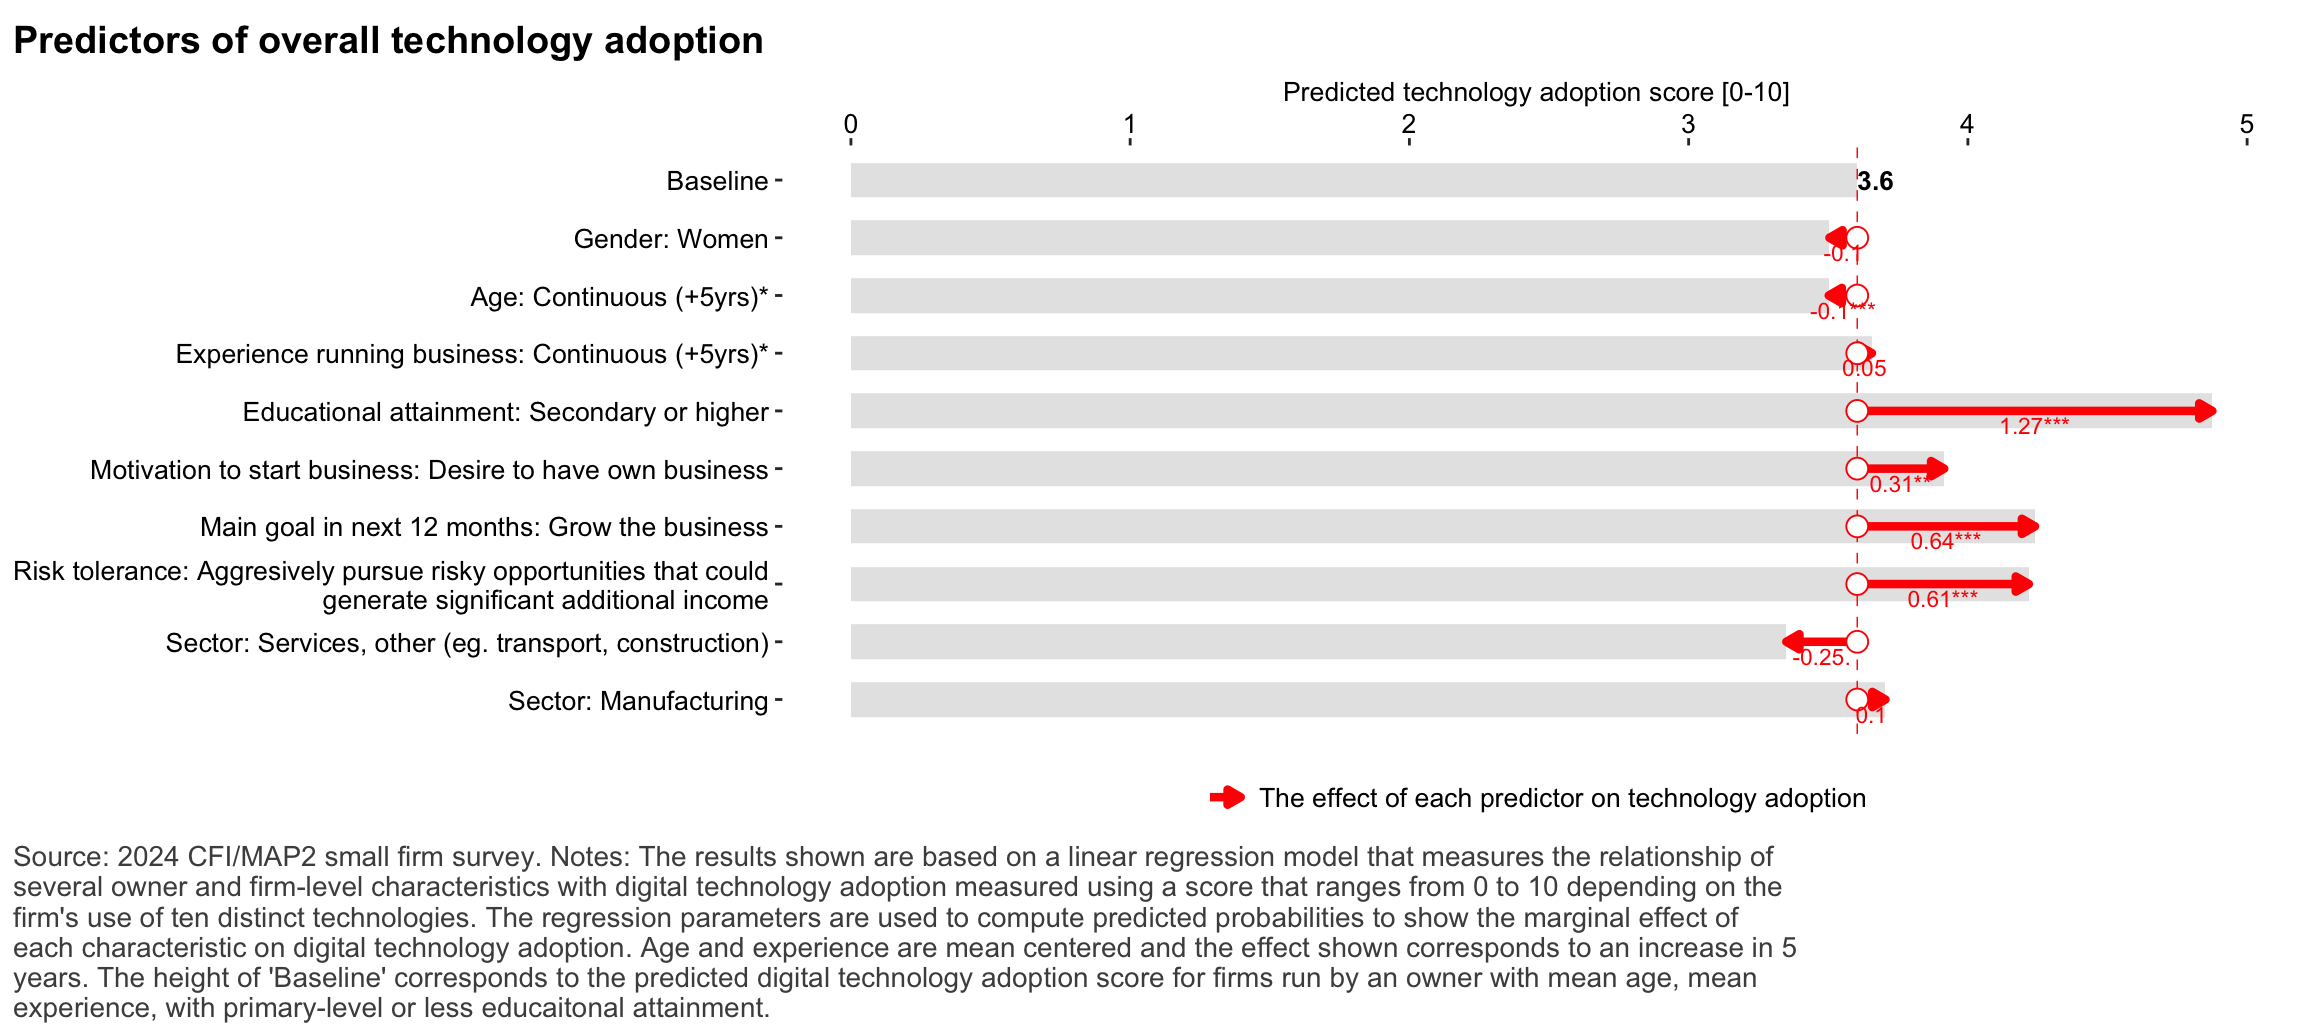 Predictors of overall technology adoption
Predicted technology adoption score [0-10]
0 1 2 3 4 5
Baseline 3.6
Gender: Women -0.1
Age: Continuous (+5yrs)* -0.1***
Experience running business: Continuous (+5yrs)* 0.05
Educational attainment: Secondary or higher 1.27***
Motivation to start business: Desire to have own business 0.31**
Main goal in next 12 months: Grow the business 0.64***
Risk tolerance: Aggresively pursue risky opportunities that could
generate significant additional income 0.61***
Sector: Services, other (eg. transport, construction) -0.25.
Sector: Manufacturing 0.1
The effect of each predictor on technology adoption
Source: 2024 CFI/MAP2 small firm survey. Notes: The results shown are based on a linear regression model that measures the relationship of
several owner and firm-level characteristics with digital technology adoption measured using a score that ranges from 0 to 10 depending on the
firm's use of ten distinct technologies. The regression parameters are used to compute predicted probabilities to show the marginal effect of
each characteristic on digital technology adoption. Age and experience are mean centered and the effect shown corresponds to an increase in 5
years. The height of 'Baseline' corresponds to the predicted digital technology adoption score for firms run by an owner with mean age, mean
experience, with primary-level or less educaitonal attainment.